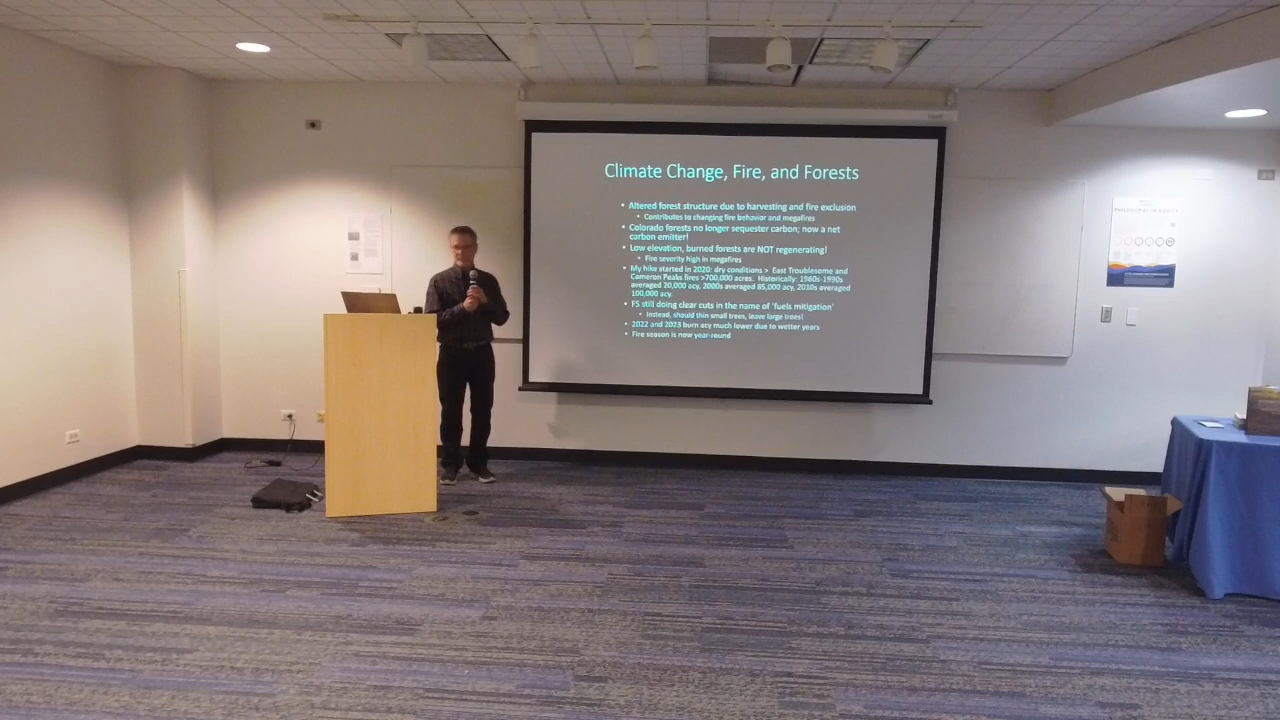 Climate Change, Fire, and Forests
• Altered forest structure due to harvesting and fire exclusion
• Contributes to changing fire behavior and megafires
• Colorado forests no longer sequester carbon; now a net
carbon emitter!
• Low elevation, burned forests are NOT regenerating!
• Fire severity high in megafires
• My hike started in 2020: dry conditions > East Troublesome and
Cameron Peaks fires >700,000 acres. Historically: 1960s-1990s
averaged 20,000 acy, 2000s averaged 85,000 acy, 2010s averaged
100,000 acy.
• FS still doing clear cuts in the name of 'fuels mitigation'
• Instead, should thin small trees, leave large trees!
• 2022 and 2023 burn acy much lower due to wetter years
• Fire season is now year-round